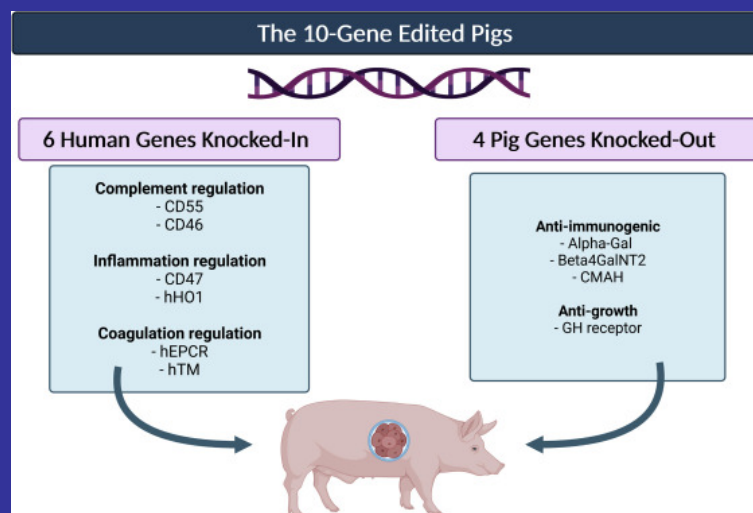 The 10-Gene Edited Pigs
6 Human Genes Knocked-In
Complement regulation
- CD55
- CD46
Inflammation regulation
- CD47
- hHO1
Coagulation regulation
- hEPCR
- hTM
4 Pig Genes Knocked-Out
Anti-immunogenic
- Alpha-Gal
- Beta4GalNT2
- CMAH
Anti-growth
- GH receptor